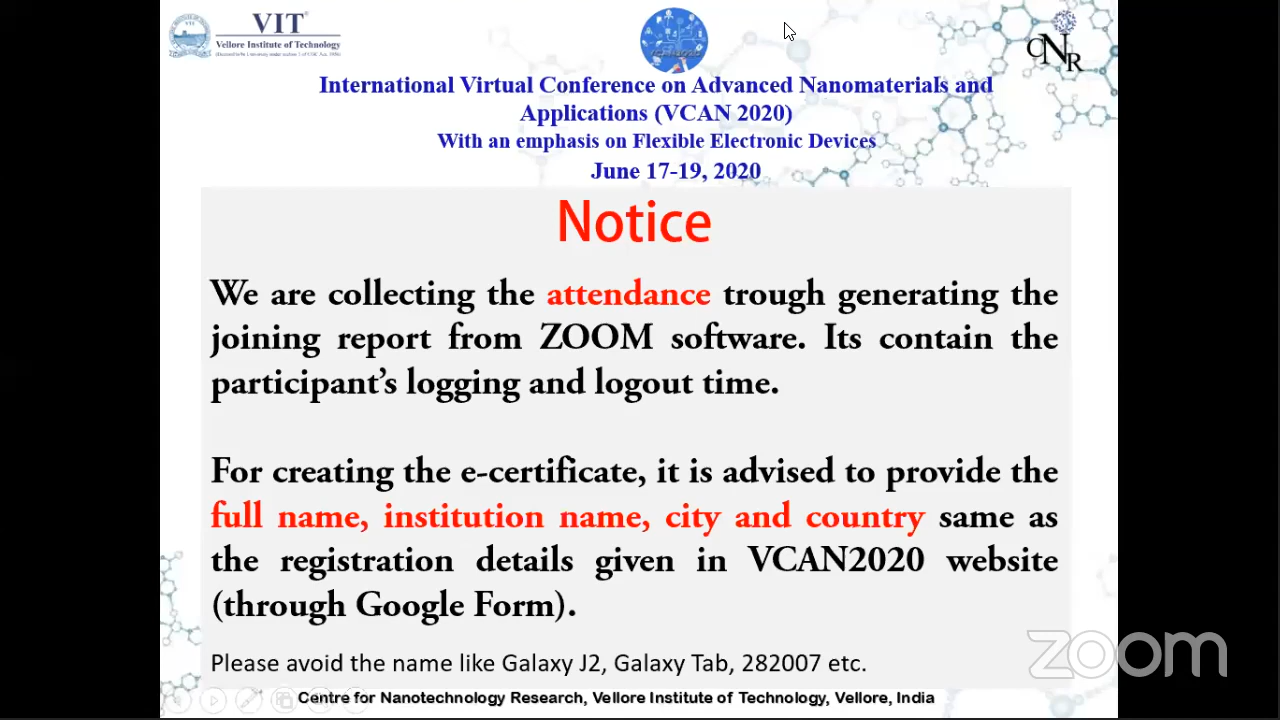 VIT
Vellore Institute of Technology
CNR
International Virtual Conference on Advanced Nanomaterials and
Applications (VCAN 2020)
With an emphasis on Flexible Electronic Devices
June 17-19, 2020
Notice
We are collecting the attendance trough generating the
joining report from ZOOM software. Its contain the
participant’s logging and logout time.
For creating the e-certificate, it is advised to provide the
full name, institution name, city and country same as
the registration details given in VCAN2020 website
(through Google Form).
Please avoid the name like Galaxy J2, Galaxy Tab, 282007 etc.
zoom
Centre for Nanotechnology Research, Vellore Institute of Technology, Vellore, India